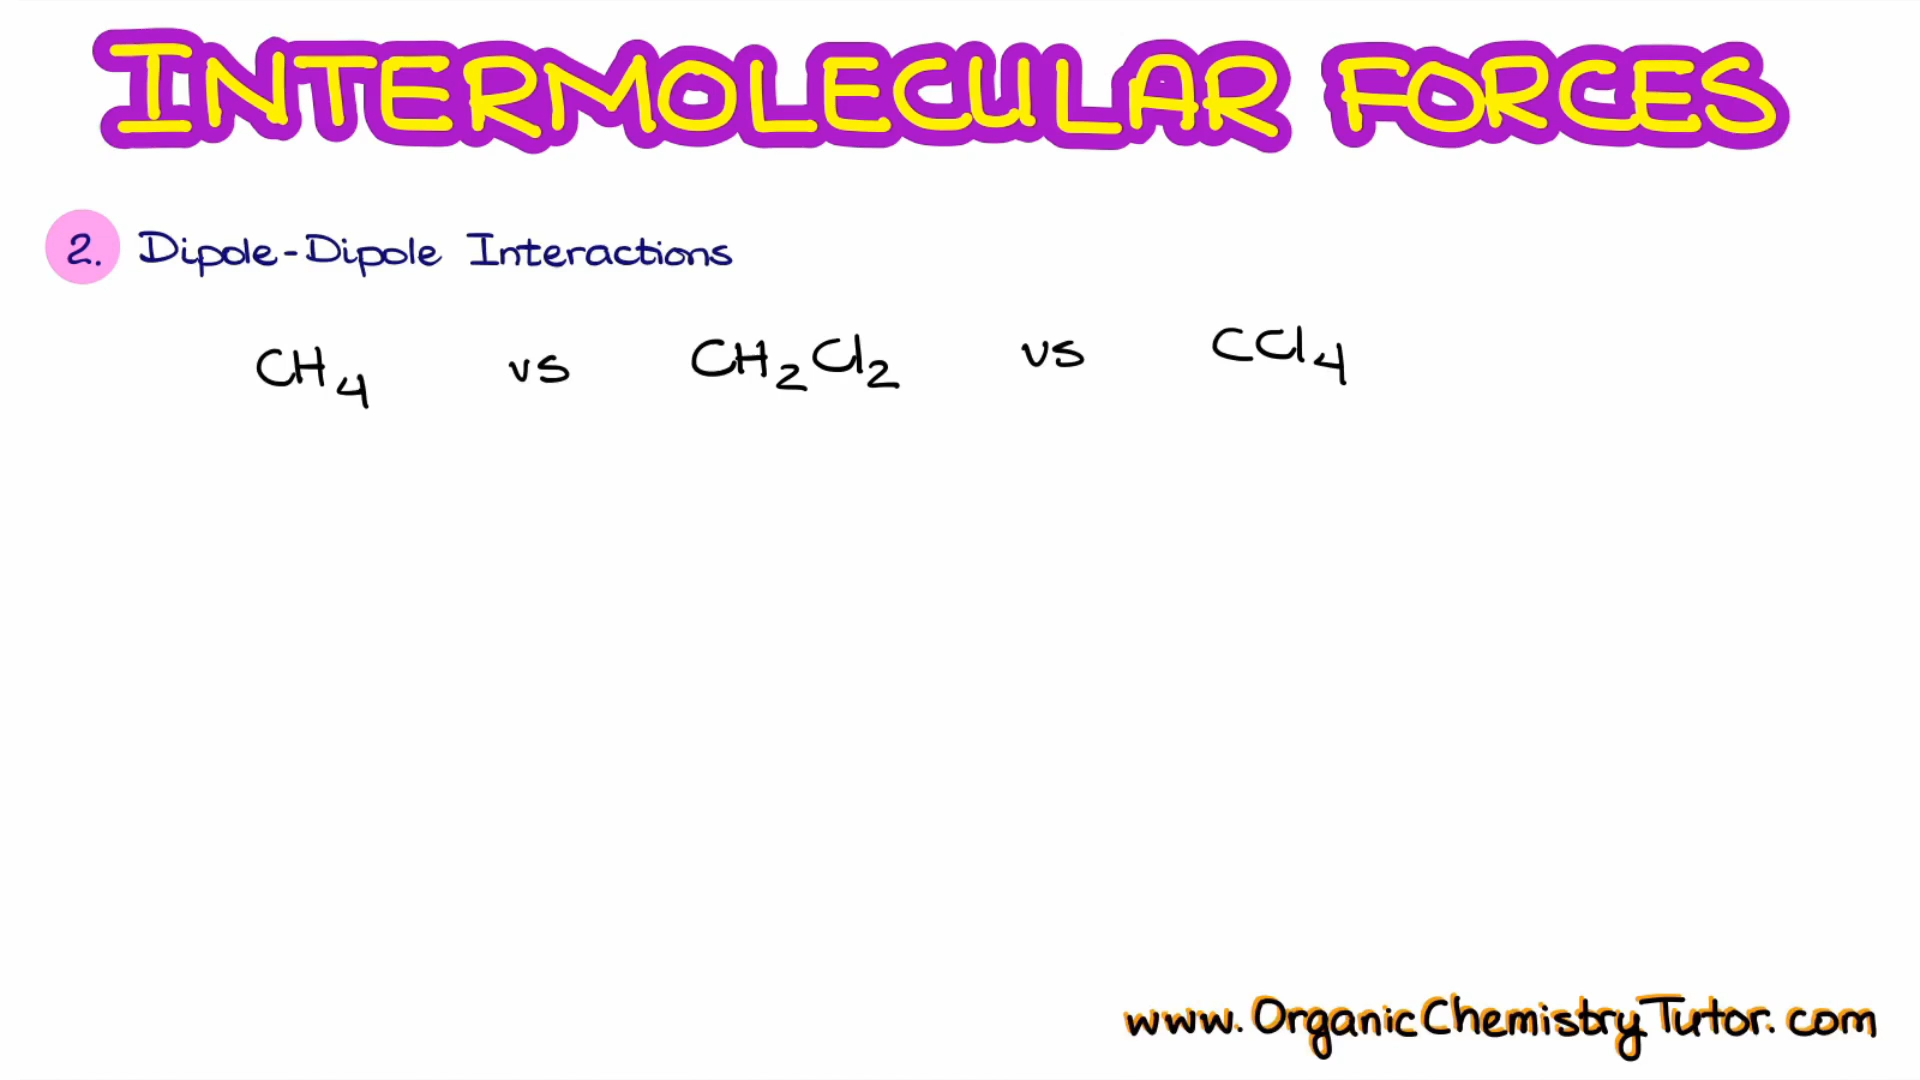 INTERMOLECULAR FORCES
2. Dipole-Dipole Interactions
CH₄ vs CH₂Cl₂ vs CCl₄
www.OrganicChemistryTutor.com